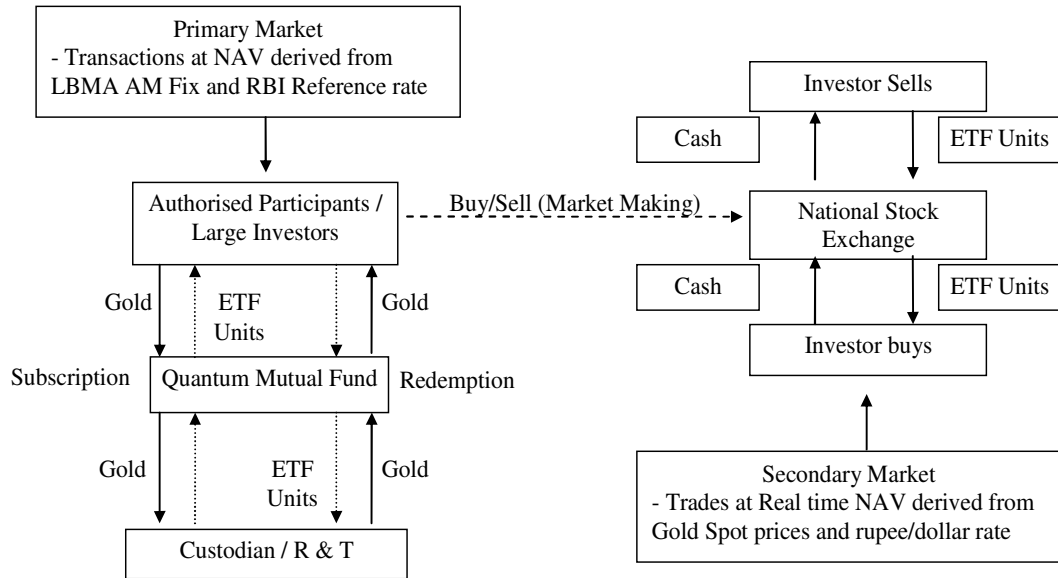 Primary Market
- Transactions at NAV derived from
LBMA AM Fix and RBI Reference rate
Authorised Participants /
Large Investors
Gold
ETF
Units
Gold
Subscription
Quantum Mutual Fund
Redemption
Gold
ETF
Units
Gold
Custodian / R & T
Buy/Sell (Market Making)
Investor Sells
Cash
ETF Units
National Stock
Exchange
Cash
ETF Units
Investor buys
Secondary Market
- Trades at Real time NAV derived from
Gold Spot prices and rupee/dollar rate